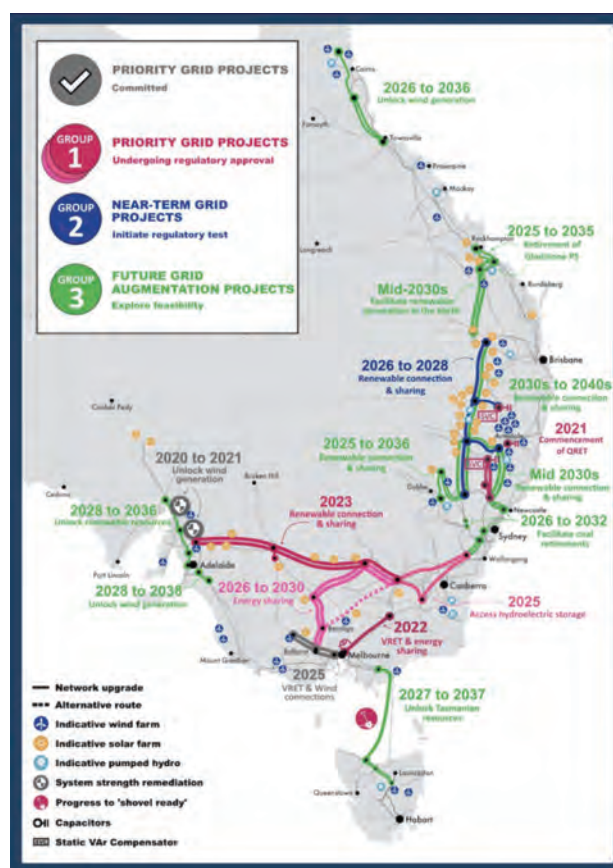 PRIORITY GRID PROJECTS
Committed
GROUP
1
PRIORITY GRID PROJECTS
Undergoing regulatory approval
GROUP
2
NEAR-TERM GRID
PROJECTS
Initiate regulatory test
GROUP
3
FUTURE GRID
AUGMENTATION PROJECTS
Explore feasibility
Cairns
2026 to 2036
Unlock wind generation
Forsyth
Townsville
Proserpine
Mackay
2025 to 2035
Retirement of
Gladstone PS
Rockhampton
Longreach
Mid-2030s
Facilitate renewable
generation to the north
Bundaberg
2026 to 2028
Renewable connection
& sharing
Brisbane
2030s to 2040s
Renewable connection
& sharing
SVC
2021
Commencement
of QRET
SVC
Coober Pedy
2020 to 2021
Unlock wind
generation
Broken Hill
2025 to 2036
Renewable connection
& sharing
Dubbo
Mid 2030s
Renewable connection
& sharing
Newcastle
Ceduna
2028 to 2036
Unlock renewable resources
2023
Renewable connection
& sharing
Sydney
2026 to 2032
Facilitate coal
retirements
Wollongong
Port Lincoln
Adelaide
2028 to 2038
Unlock wind generation
2026 to 2030
Energy sharing
Canberra
2025
Access hydroelectric storage
Bendigo
2022
VRET & energy
sharing
Mount Gambier
Ballarat
Melbourne
2025
VRET & Wind
connections
2027 to 2037
Unlock Tasmanian
resources
Launceston
Queenstown
Hobart
Network upgrade
Alternative route
Indicative wind farm
Indicative solar farm
Indicative pumped hydro
System strength remediation
Progress to 'shovel ready'
Capacitors
SVC
Static VAr Compensator